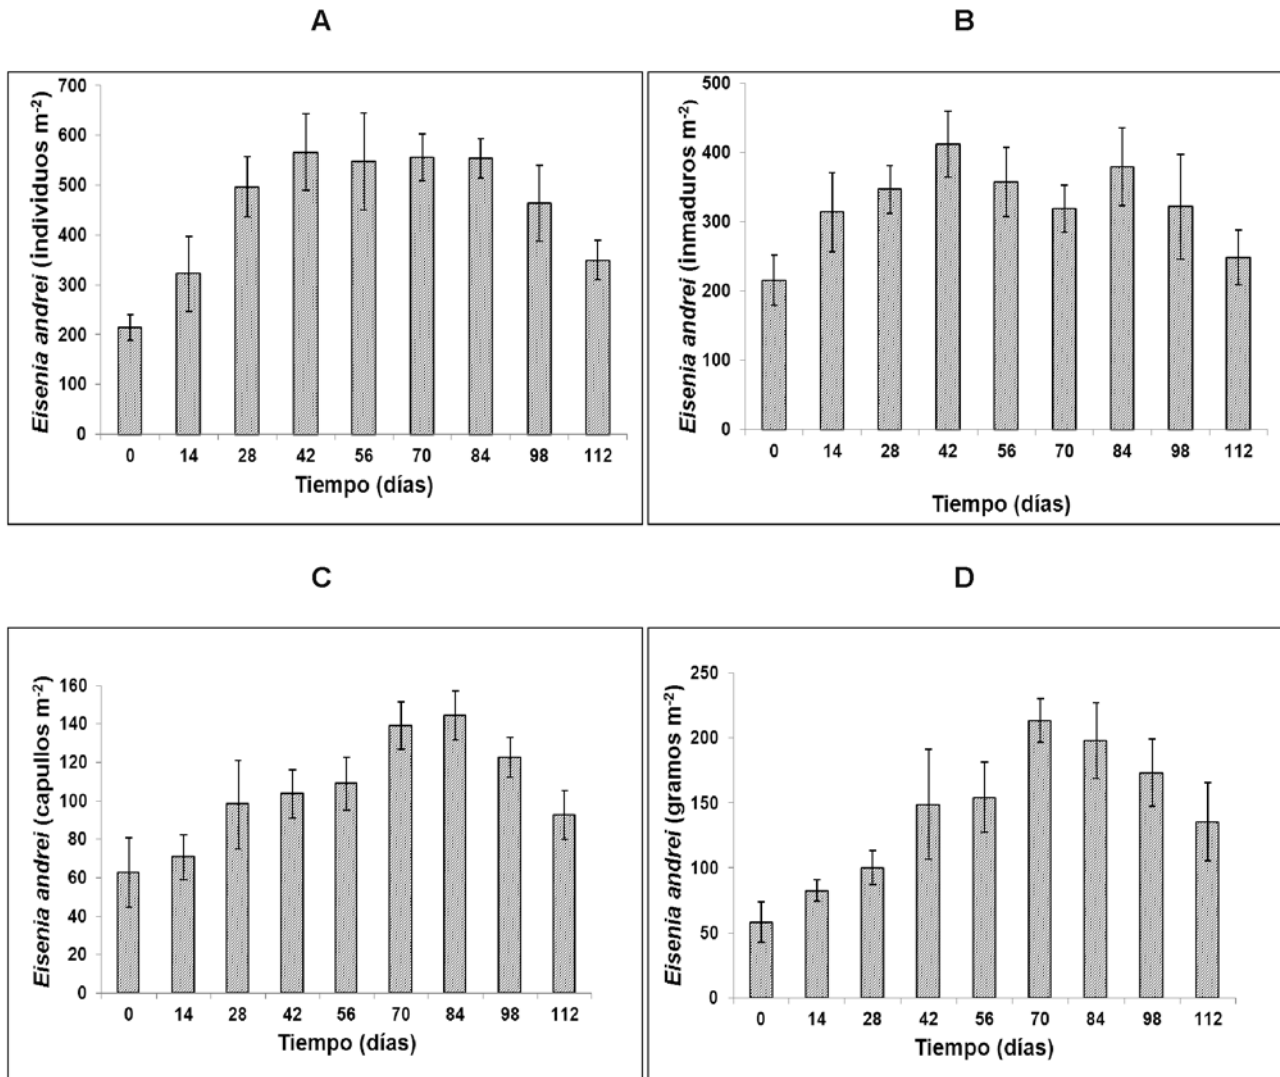 A
Eisenia andrei (individuos m-2)
700
600
500
400
300
200
100
0
0 14 28 42 56 70 84 98 112
Tiempo (días)
B
Eisenia andrei (inmaduros m-2)
500
400
300
200
100
0
0 14 28 42 56 70 84 98 112
Tiempo (días)
C
Eisenia andrei (capullos m-2)
160
140
120
100
80
60
40
20
0
0 14 28 42 56 70 84 98 112
Tiempo (días)
D
Eisenia andrei (gramos m-2)
250
200
150
100
50
0
0 14 28 42 56 70 84 98 112
Tiempo (días)